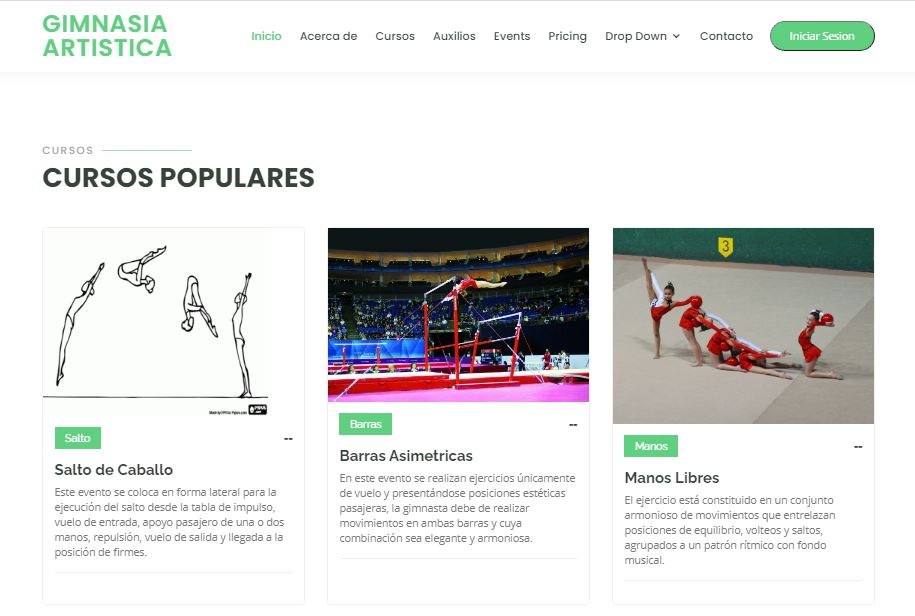 GIMNASIA
ARTISTICA
Inicio Acerca de Cursos Auxilios Events Pricing Drop Down Contacto Iniciar Sesion
CURSOS
CURSOS POPULARES
3
Salto --
Salto de Caballo
Este evento se coloca en forma lateral para la
ejecución del salto desde la tabla de impulso,
vuelo de entrada, apoyo pasajero de una o dos
manos, repulsión, vuelo de salida y llegada a la
posición de firmes.
Barras --
Barras Asimetricas
En este evento se realizan ejercicios únicamente
de vuelo y presentándose posiciones estéticas
pasajeras, la gimnasta debe de realizar
movimientos en ambas barras y cuya
combinación sea elegante y armoniosa.
Manos --
Manos Libres
El ejercicio está constituido en un conjunto
armonioso de movimientos que entrelazan
posiciones de equilibrio, volteos y saltos,
agrupados a un patrón rítmico con fondo
musical.